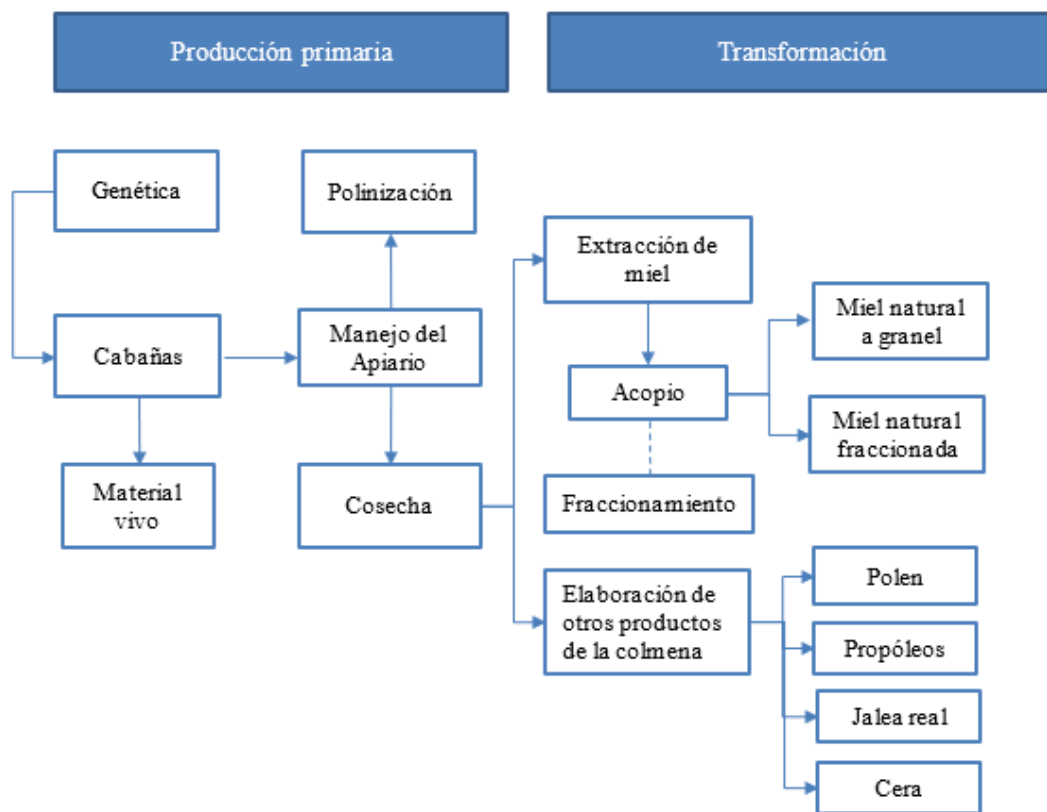 Producción primaria
Transformación
Genética
Polinización
Extracción de
miel
Miel natural
a granel
Cabañas
Manejo del
Apiario
Acopio
Miel natural
fraccionada
Material
vivo
Cosecha
Fraccionamiento
Elaboración de
otros productos
de la colmena
Polen
Propóleos
Jalea real
Cera